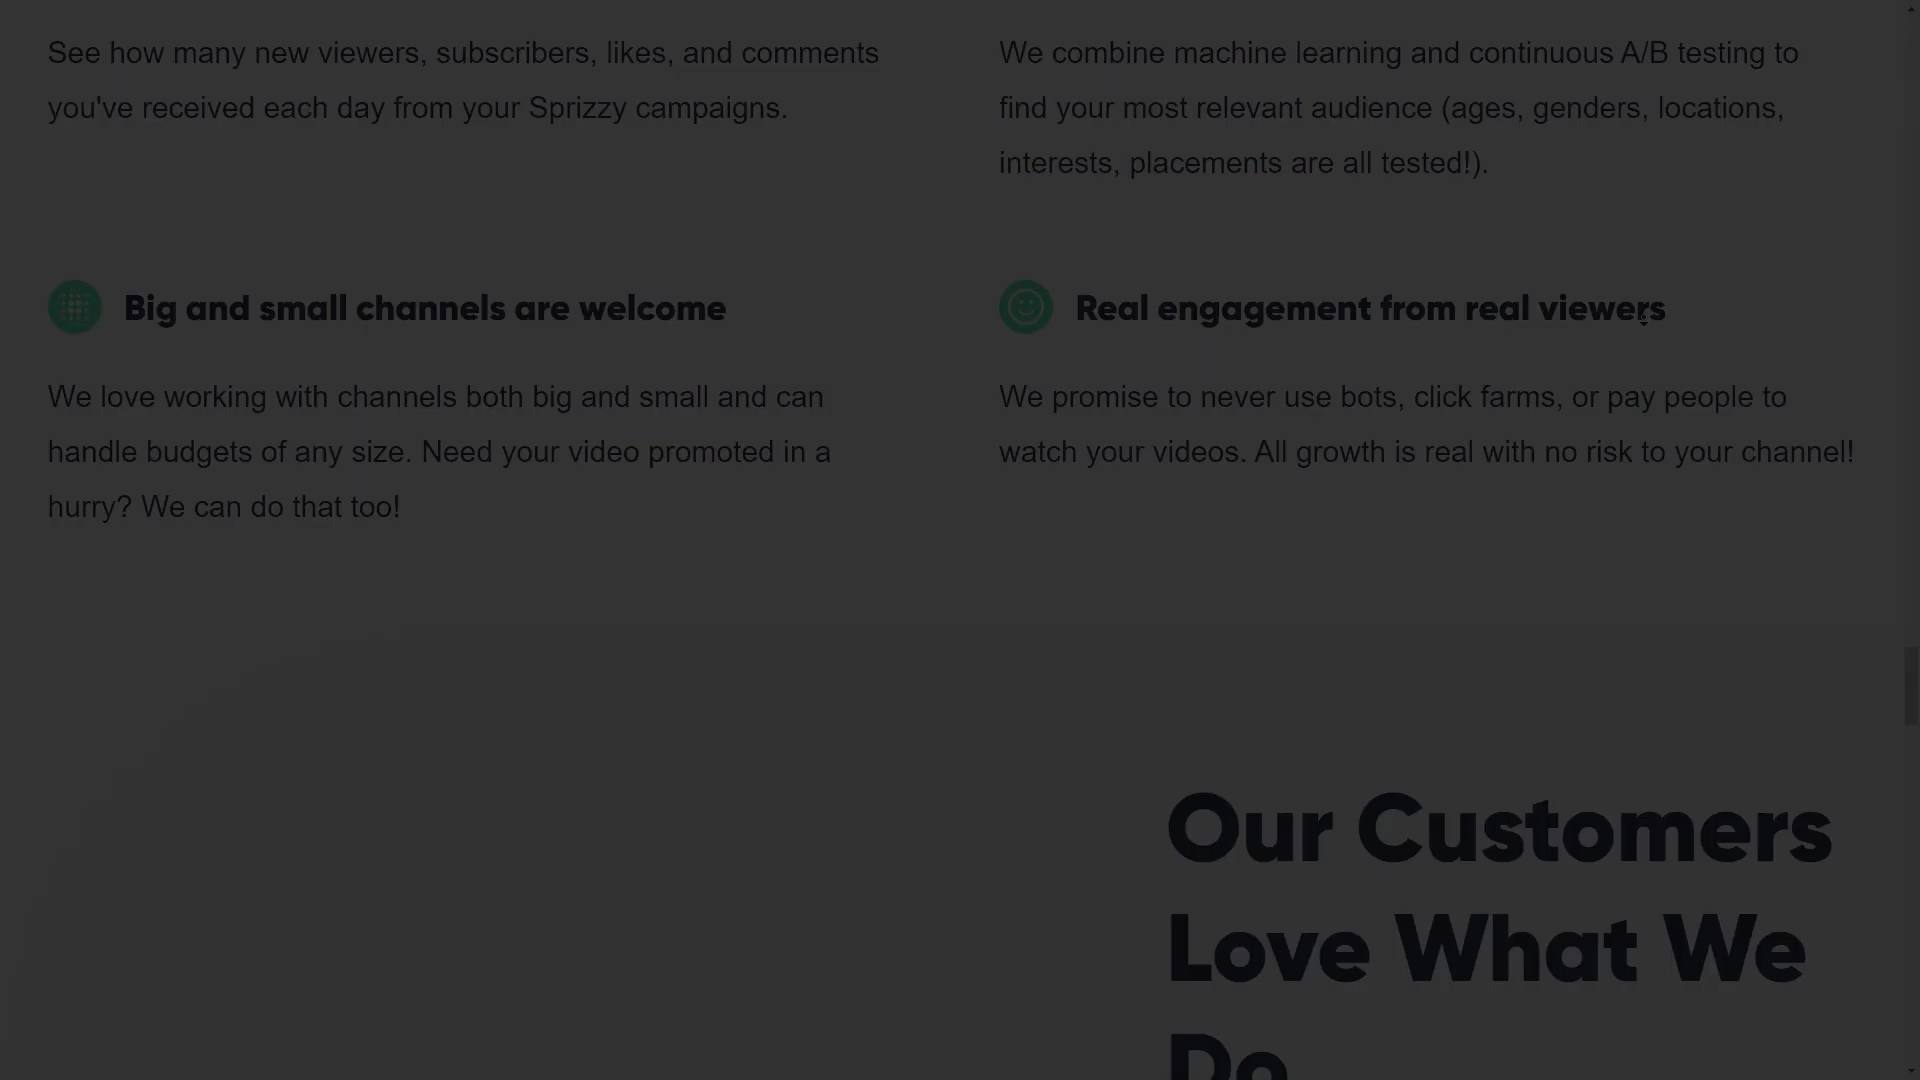 See how many new viewers, subscribers, likes, and comments
you've received each day from your Sprizzy campaigns.
We combine machine learning and continuous A/B testing to
find your most relevant audience (ages, genders, locations,
interests, placements are all tested!).
Big and small channels are welcome
We love working with channels both big and small and can
handle budgets of any size. Need your video promoted in a
hurry? We can do that too!
Real engagement from real viewers
We promise to never use bots, click farms, or pay people to
watch your videos. All growth is real with no risk to your channel!
Our Customers
Love What We
Do